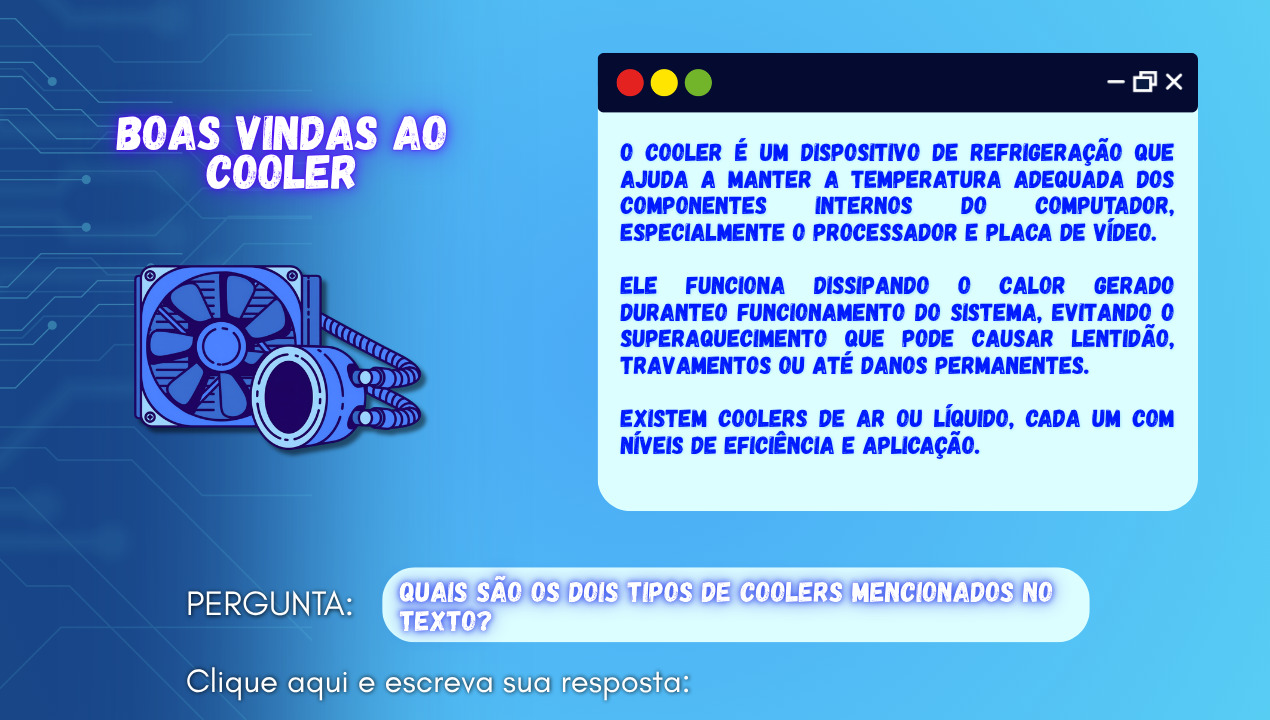 BOAS VINDAS AO
COOLER
O COOLER É UM DISPOSITIVO DE REFRIGERAÇÃO QUE
AJUDA A MANTER A TEMPERATURA ADEQUADA DOS
COMPONENTES INTERNOS DO COMPUTADOR,
ESPECIALMENTE O PROCESSADOR E PLACA DE VÍDEO.
ELE FUNCIONA DISSIPANDO O CALOR GERADO
DURANTEO FUNCIONAMENTO DO SISTEMA, EVITANDO O
SUPERAQUECIMENTO QUE PODE CAUSAR LENTIDÃO,
TRAVAMENTOS OU ATÉ DANOS PERMANENTES.
EXISTEM COOLERS DE AR OU LÍQUIDO, CADA UM COM
NÍVEIS DE EFICIÊNCIA E APLICAÇÃO.
PERGUNTA:
QUAIS SÃO OS DOIS TIPOS DE COOLERS MENCIONADOS NO
TEXTO?
Clique aqui e escreva sua resposta: